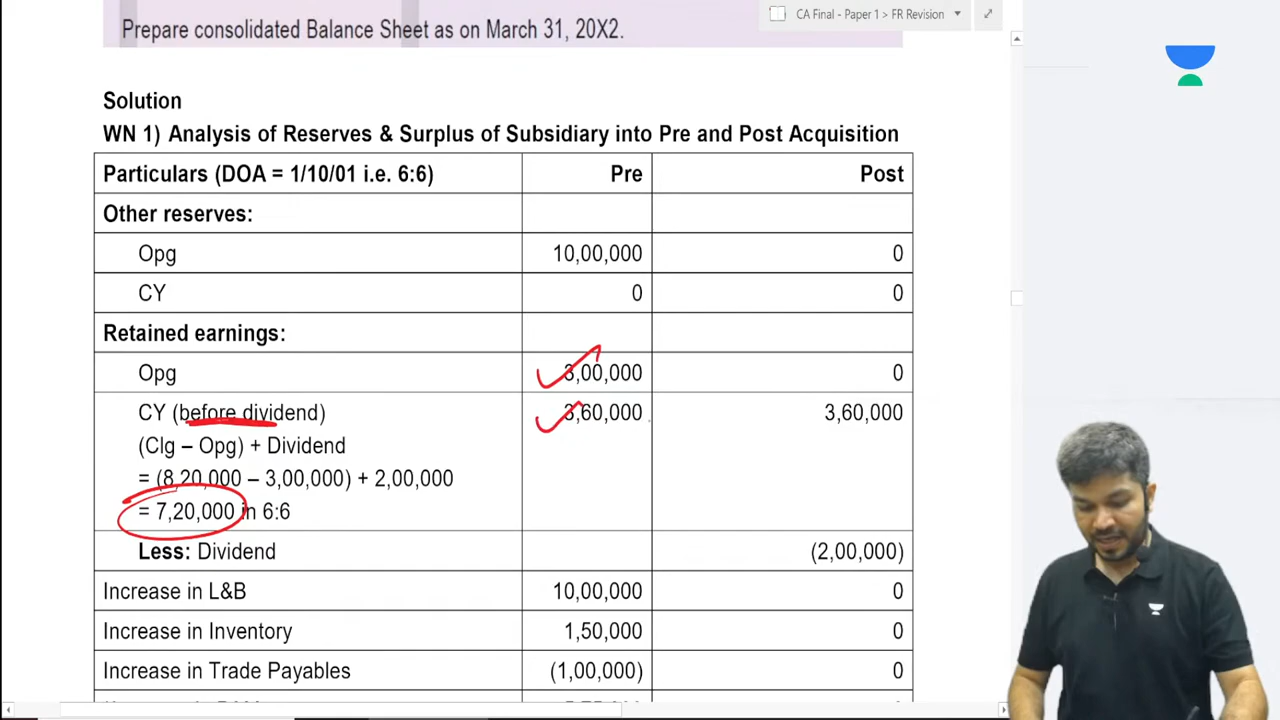 Prepare consolidated Balance Sheet as on March 31, 20X2.
CA Final - Paper 1 > FR Revision
Solution
WN 1) Analysis of Reserves & Surplus of Subsidiary into Pre and Post Acquisition
Particulars (DOA = 1/10/01 i.e. 6:6) Pre Post
Other reserves:
Opg 10,00,000 0
CY 0 0
Retained earnings:
Opg 3,00,000 0
CY (before dividend) 3,60,000 3,60,000
(Clg – Opg) + Dividend
= (8,20,000 – 3,00,000) + 2,00,000
= 7,20,000 in 6:6
Less: Dividend (2,00,000)
Increase in L&B 10,00,000 0
Increase in Inventory 1,50,000 0
Increase in Trade Payables (1,00,000) 0